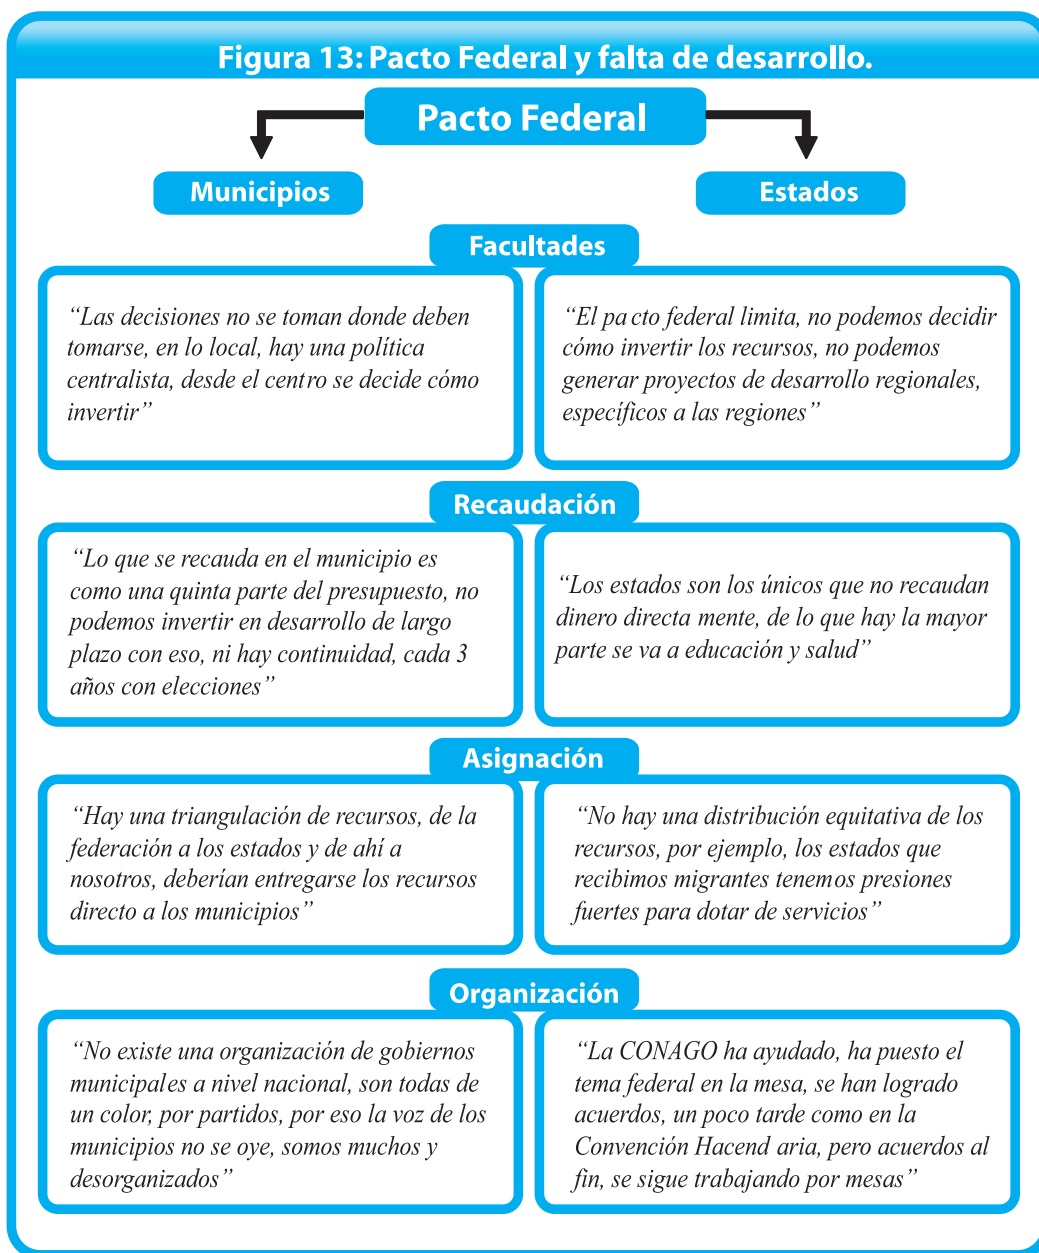 Figura 13: Pacto Federal y falta de desarrollo.
Pacto Federal
Municipios
Estados
Facultades
“Las decisiones no se toman donde deben
tomarse, en lo local, hay una política
centralista, desde el centro se decide cómo
invertir”
“El pa cto federal limita, no podemos decidir
cómo invertir los recursos, no podemos
generar proyectos de desarrollo regionales,
específicos a las regiones”
Recaudación
“Lo que se recauda en el municipio es
como una quinta parte del presupuesto, no
podemos invertir en desarrollo de largo
plazo con eso, ni hay continuidad, cada 3
años con elecciones”
“Los estados son los únicos que no recaudan
dinero directa mente, de lo que hay la mayor
parte se va a educación y salud”
Asignación
“Hay una triangulación de recursos, de la
federación a los estados y de ahí a
nosotros, deberían entregarse los recursos
directo a los municipios”
“No hay una distribución equitativa de los
recursos, por ejemplo, los estados que
recibimos migrantes tenemos presiones
fuertes para dotar de servicios”
Organización
“No existe una organización de gobiernos
municipales a nivel nacional, son todas de
un color, por partidos, por eso la voz de los
municipios no se oye, somos muchos y
desorganizados”
“La CONAGO ha ayudado, ha puesto el
tema federal en la mesa, se han logrado
acuerdos, un poco tarde como en la
Convención Hacend aria, pero acuerdos al
fin, se sigue trabajando por mesas”